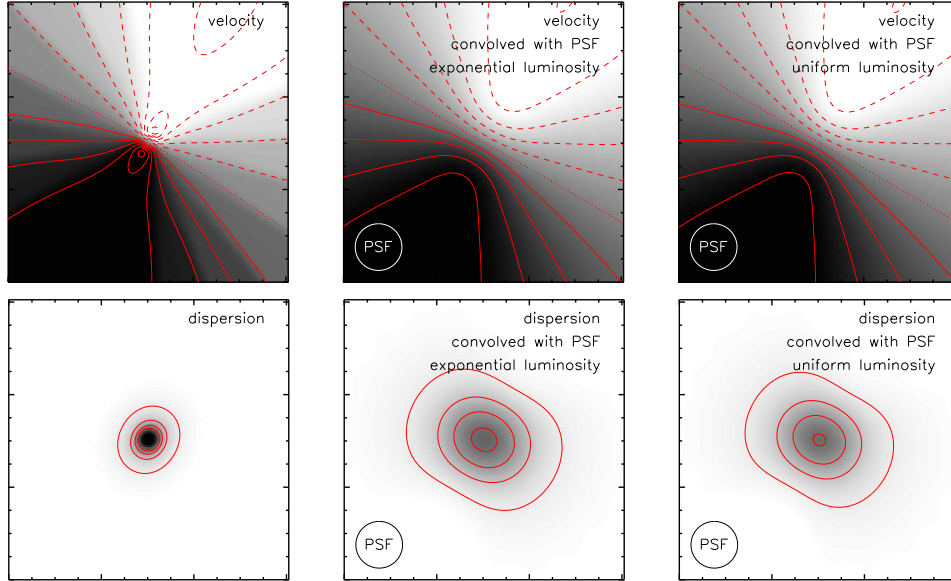 velocity
velocity
convolved with PSF
exponential luminosity
PSF
velocity
convolved with PSF
uniform luminosity
PSF
dispersion
dispersion
convolved with PSF
exponential luminosity
PSF
dispersion
convolved with PSF
uniform luminosity
PSF